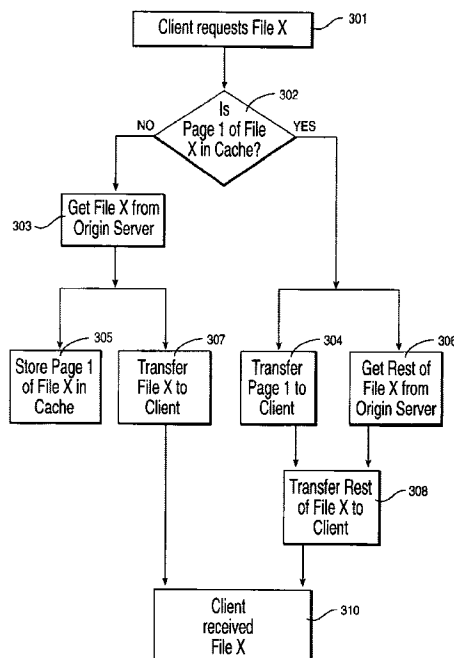 Client requests File X
301
302
Is
Page 1 of File
X in Cache?
NO
YES
Get File X from
Origin Server
303
305
Store Page 1
of File X in
Cache
307
Transfer
File X to
Client
304
Transfer
Page 1 to
Client
306
Get Rest of
File X from
Origin Server
Transfer Rest
of File X to
Client
308
Client
received
File X
310